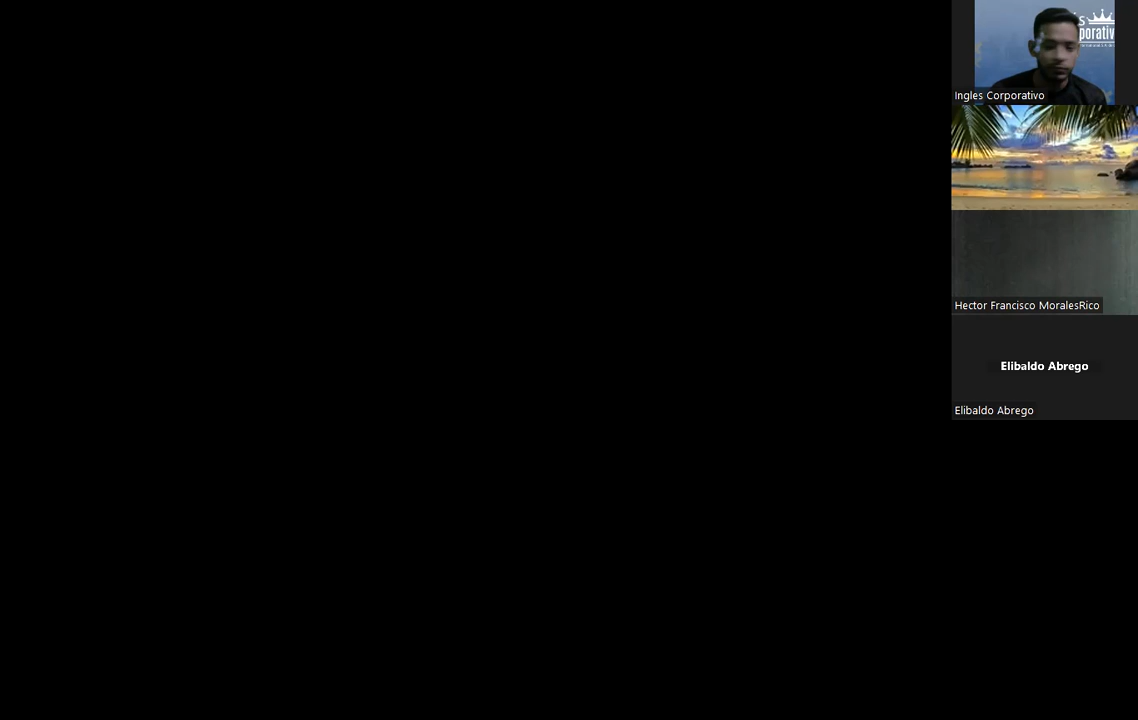 Ingles Corporativo
Hector Francisco MoralesRico
Elibaldo Abrego
Elibaldo Abrego